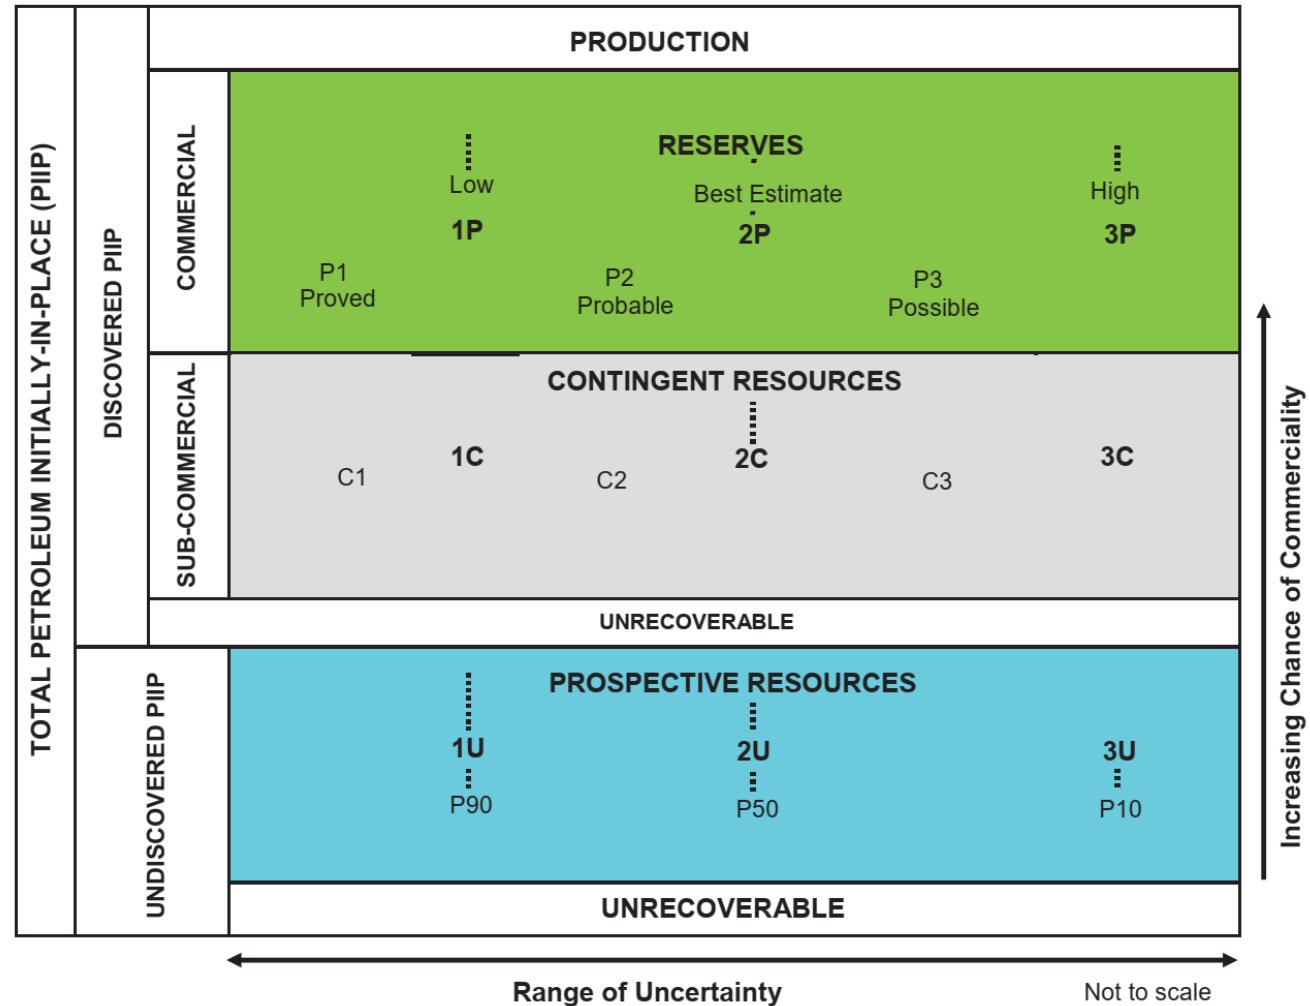 TOTAL PETROLEUM INITIALLY-IN-PLACE (PIIP)
DISCOVERED PIIP
UNDISCOVERED PIIP
COMMERCIAL
SUB-COMMERCIAL
PRODUCTION
RESERVES
Low
Best Estimate
High
1P
2P
3P
P1
Proved
P2
Probable
P3
Possible
CONTINGENT RESOURCES
1C
2C
3C
C1
C2
C3
UNRECOVERABLE
PROSPECTIVE RESOURCES
1U
2U
3U
P90
P50
P10
UNRECOVERABLE
Increasing Chance of Commerciality
Range of Uncertainty
Not to scale